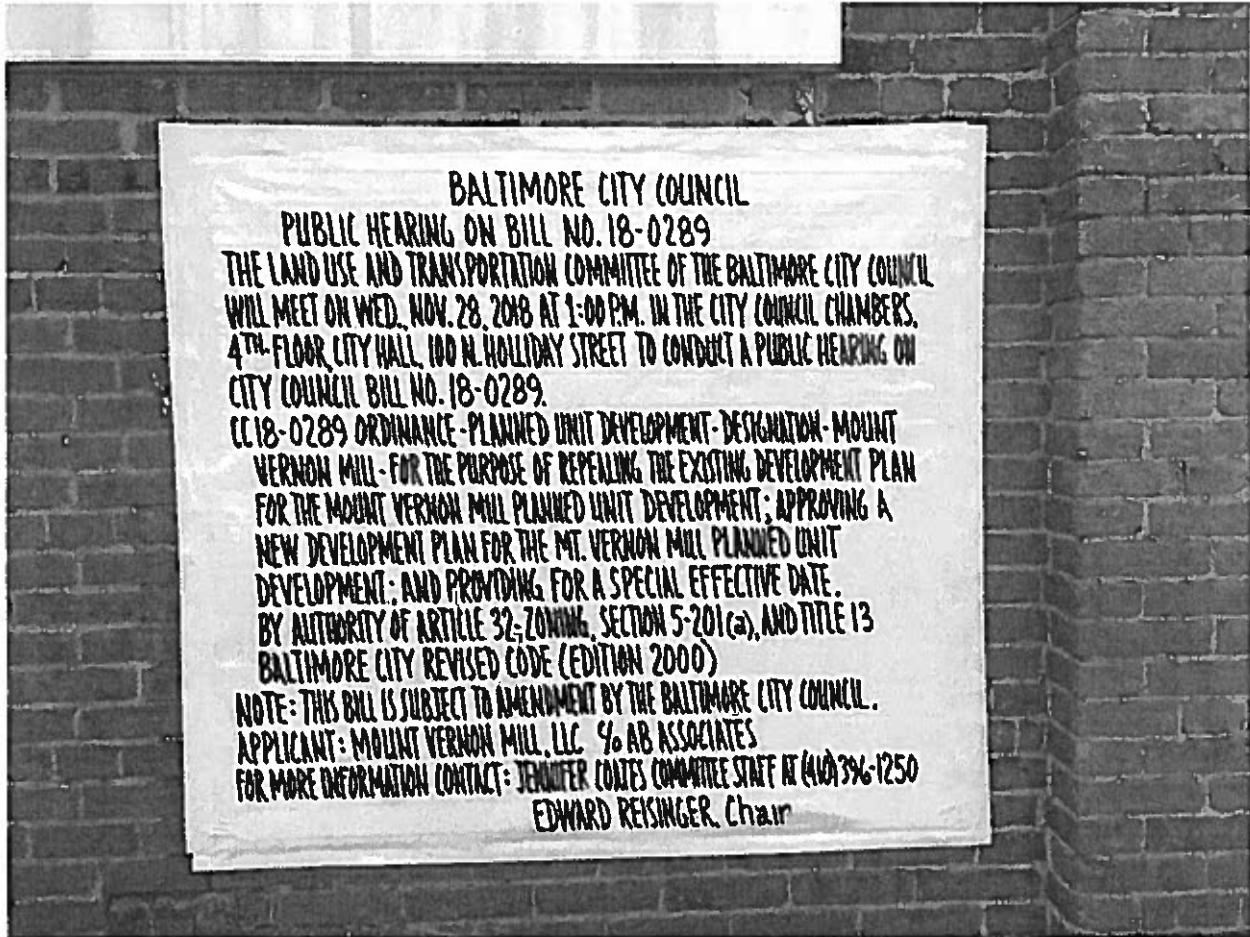 BALTIMORE CITY COUNCIL
PUBLIC HEARING ON BILL NO. 18-0289
THE LAND USE AND TRANSPORTATION COMMITTEE OF THE BALTIMORE CITY COUNCIL
WILL MEET ON WED., NOV. 28, 2018 AT 1:00 P.M. IN THE CITY COUNCIL CHAMBERS,
4TH FLOOR, CITY HALL, 100 N. HOLLIDAY STREET TO CONDUCT A PUBLIC HEARING ON
CITY COUNCIL BILL NO. 18-0289.
CC18-0289 ORDINANCE-PLANNED UNIT DEVELOPMENT-DESIGNATION-MOUNT
VERNON MILL-FOR THE PURPOSE OF REPEALING THE EXISTING DEVELOPMENT PLAN
FOR THE MOUNT VERNON MILL PLANNED UNIT DEVELOPMENT; APPROVING A
NEW DEVELOPMENT PLAN FOR THE MT. VERNON MILL PLANNED UNIT
DEVELOPMENT; AND PROVIDING FOR A SPECIAL EFFECTIVE DATE.
BY AUTHORITY OF ARTICLE 32-ZONING, SECTION 5-201(a), AND TITLE 13
BALTIMORE CITY REVISED CODE (EDITION 2000)
NOTE: THIS BILL IS SUBJECT TO AMENDMENT BY THE BALTIMORE CITY COUNCIL.
APPLICANT: MOUNT VERNON MILL, LLC % AB ASSOCIATES
FOR MORE INFORMATION CONTACT: JENNIFER COATES COMMITTEE STAFF AT (410) 396-1250
EDWARD REISINGER, Chair